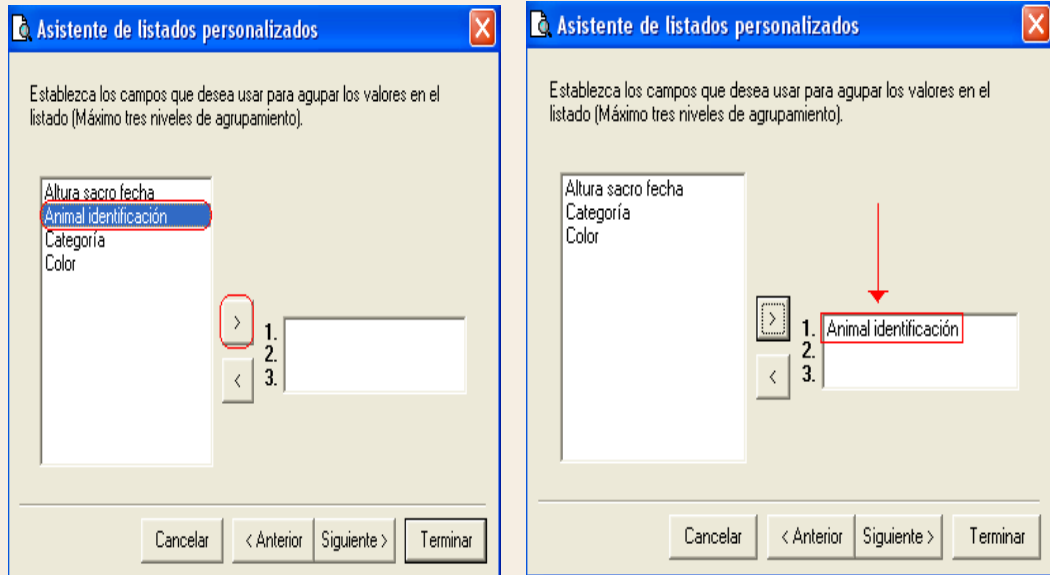 Asistente de listados personalizados
Establezca los campos que desea usar para agupar los valores en el
listado (Máximo tres niveles de agrupamiento).
Altura sacro fecha
Animal identificación
Categoría
Color
>
1.
2.
<
3.
Cancelar
< Anterior
Siguiente >
Terminar
Asistente de listados personalizados
Establezca los campos que desea usar para agupar los valores en el
listado (Máximo tres niveles de agrupamiento).
Altura sacro fecha
Categoría
Color
>
1. Animal identificación
2.
<
3.
Cancelar
< Anterior
Siguiente >
Terminar